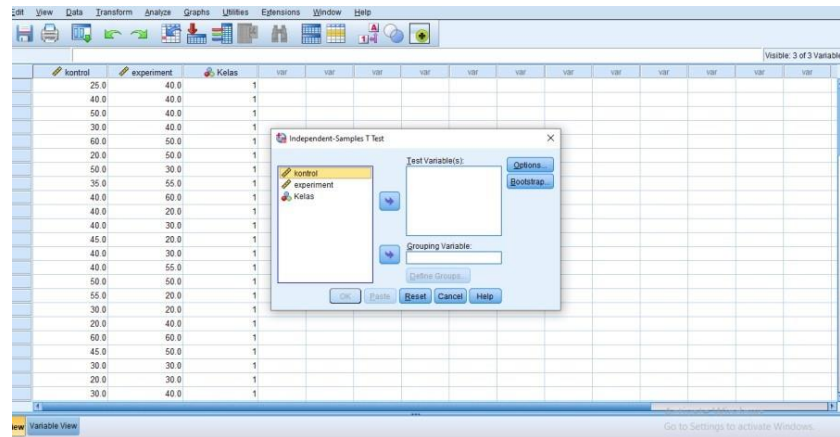 Edit View Data Transform Analyze Graphs Utilities Extensions Window Help
Visible: 3 of 3 Variable
kontrol experiment Kelas var var var var var var var var var var var
25.0 40.0 1
40.0 40.0 1
50.0 40.0 1
30.0 40.0 1
60.0 50.0 1
20.0 50.0 1
50.0 30.0 1
35.0 55.0 1
40.0 60.0 1
40.0 20.0 1
40.0 30.0 1
45.0 20.0 1
40.0 30.0 1
40.0 55.0 1
50.0 50.0 1
55.0 20.0 1
30.0 20.0 1
20.0 40.0 1
60.0 60.0 1
45.0 50.0 1
30.0 30.0 1
20.0 30.0 1
30.0 40.0 1
Independent-Samples T Test
kontrol
experiment
Kelas
Test Variable(s):
Options...
Bootstrap...
Grouping Variable:
Define Groups...
OK Paste Reset Cancel Help
iew Variable View
Go to Settings to activate Windows.